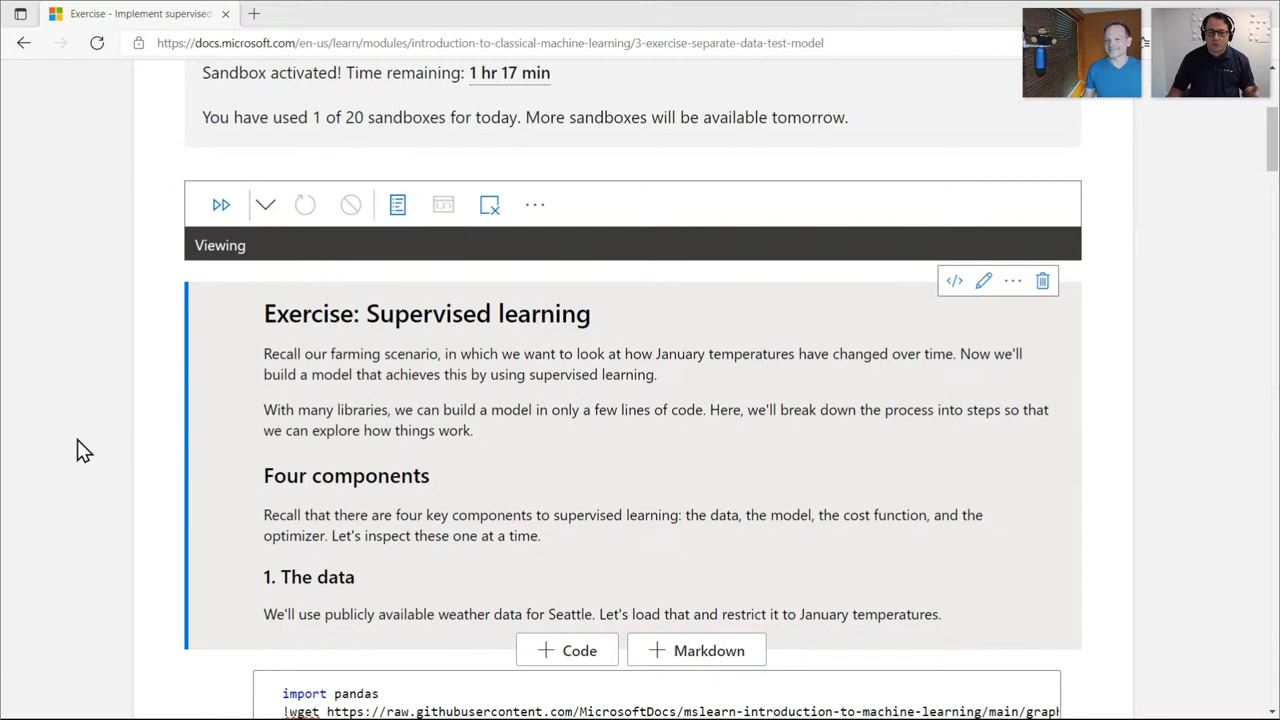 Exercise - Implement supervised
https://docs.microsoft.com/en-us/learn/modules/introduction-to-classical-machine-learning/3-exercise-separate-data-test-model
Sandbox activated! Time remaining: 1 hr 17 min
You have used 1 of 20 sandboxes for today. More sandboxes will be available tomorrow.
Viewing
Exercise: Supervised learning
Recall our farming scenario, in which we want to look at how January temperatures have changed over time. Now we'll
build a model that achieves this by using supervised learning.
With many libraries, we can build a model in only a few lines of code. Here, we'll break down the process into steps so that
we can explore how things work.
Four components
Recall that there are four key components to supervised learning: the data, the model, the cost function, and the
optimizer. Let's inspect these one at a time.
1. The data
We'll use publicly available weather data for Seattle. Let's load that and restrict it to January temperatures.
+ Code + Markdown
import pandas
!wget https://raw.githubusercontent.com/MicrosoftDocs/mslearn-introduction-to-machine-learning/main/graph